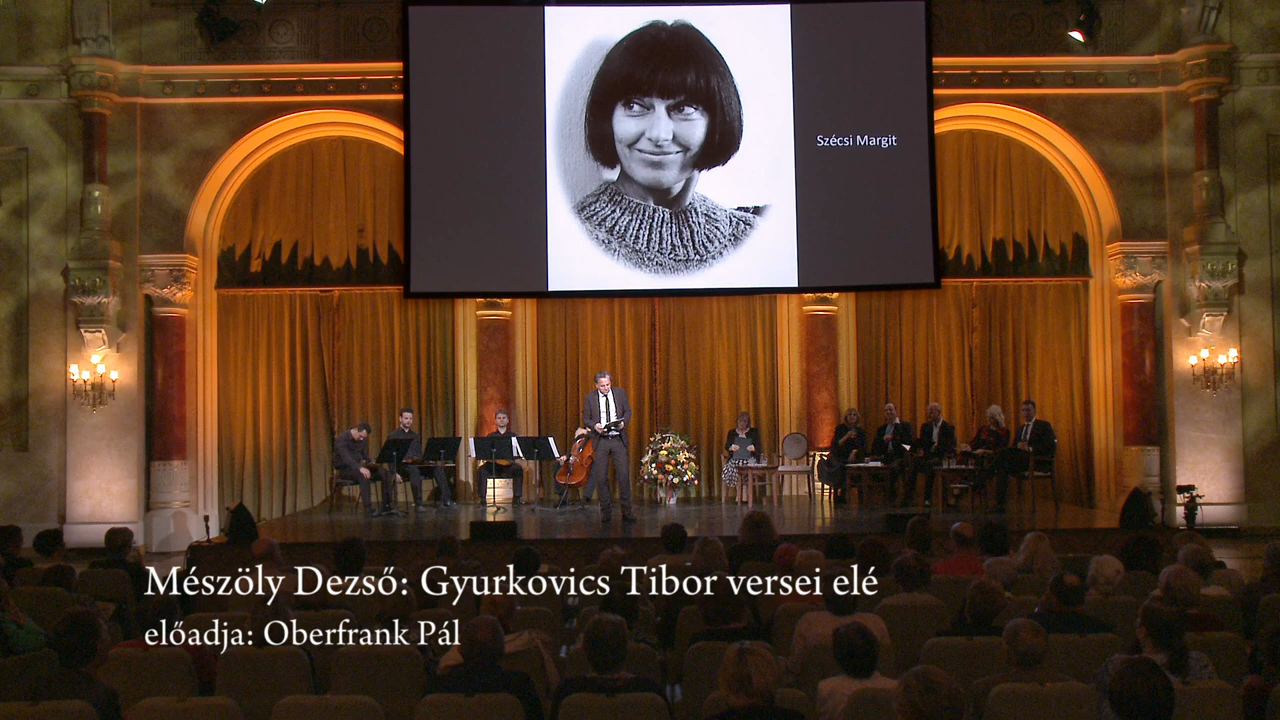 Szécsi Margit
Mészöly Dezső: Gyurkovics Tibor versei elé
előadja: Oberfrank Pál